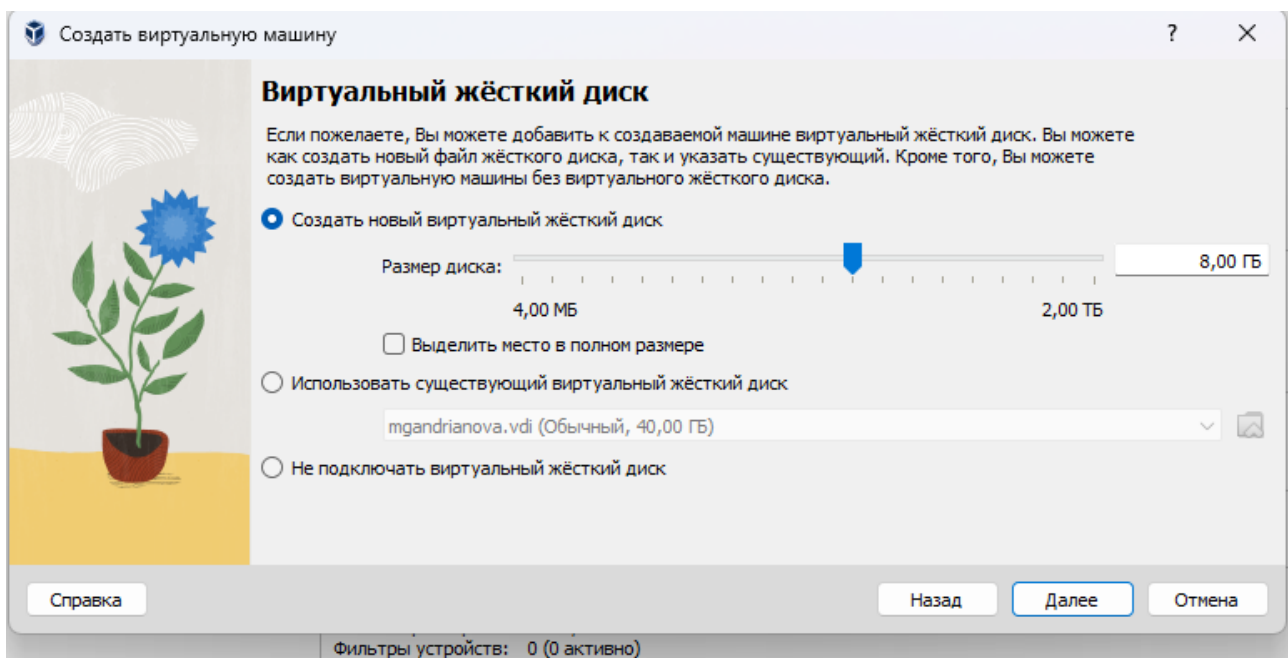 Создать виртуальную машину
Виртуальный жёсткий диск
Если пожелаете, Вы можете добавить к создаваемой машине виртуальный жёсткий диск. Вы можете
как создать новый файл жёсткого диска, так и указать существующий. Кроме того, Вы можете
создать виртуальную машины без виртуального жёсткого диска.
Создать новый виртуальный жёсткий диск
Размер диска: 8,00 ГБ
4,00 МБ 2,00 ТБ
Выделить место в полном размере
Использовать существующий виртуальный жёсткий диск
mgandrianova.vdi (Обычный, 40,00 ГБ)
Не подключать виртуальный жёсткий диск
Справка Назад Далее Отмена
Фильтры устройств: 0 (0 активно)